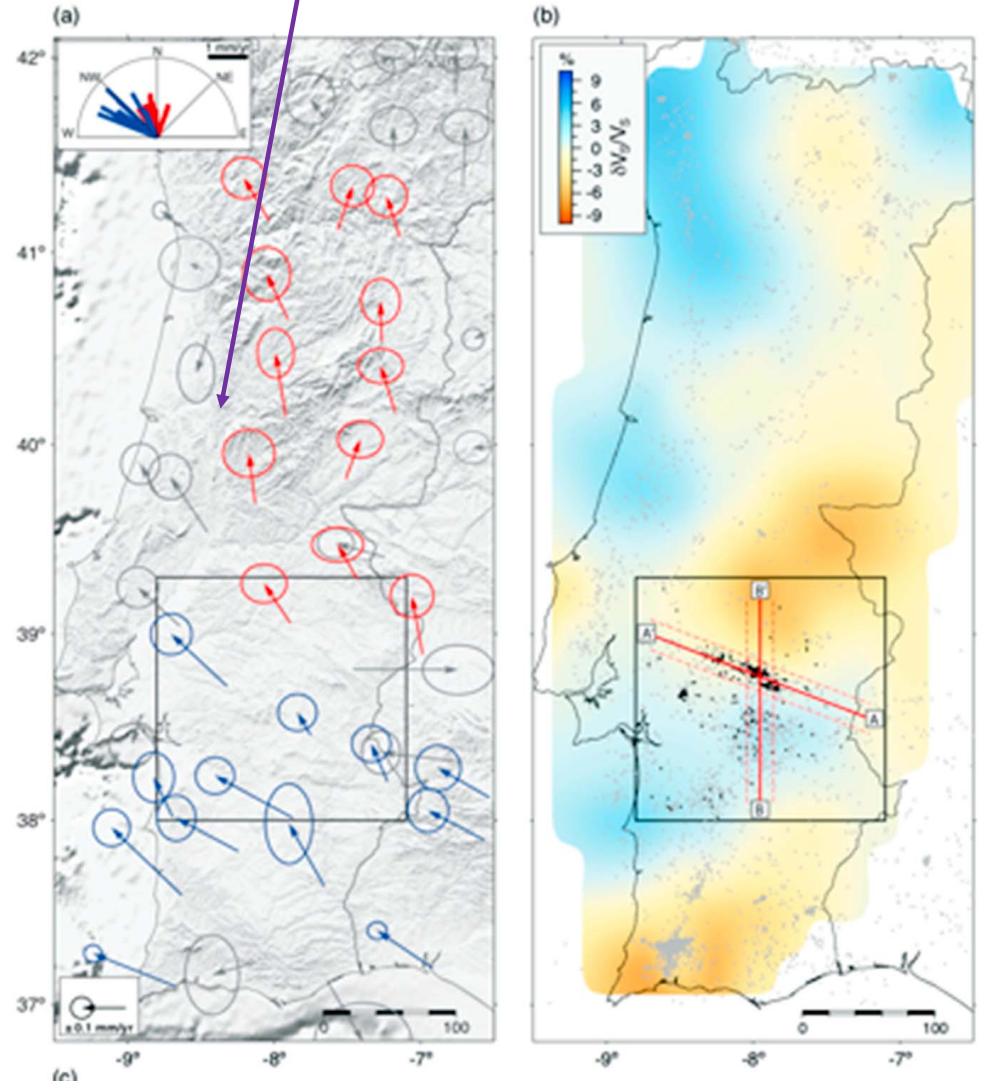 (a)
(b)
42°
41°
40°
39°
38°
37°
1 mm/yr
N
NW
NE
W
E
%
9
6
3
0
-3
-6
-9
δVS/VS
B'
A'
A
B
± 0.1 mm/yr
0 100
0 100
-9° -8° -7°
-9° -8° -7°
(c)